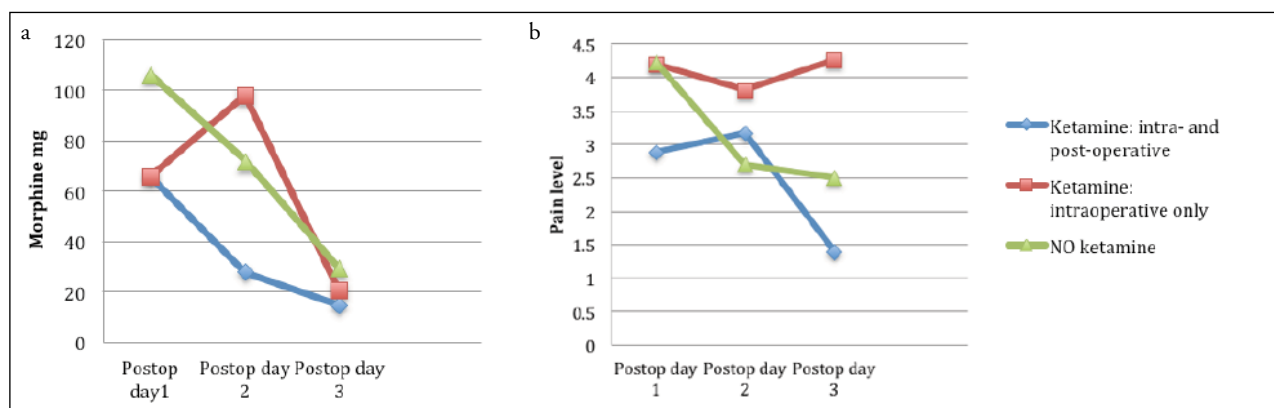 a
120
100
80
60
40
20
0
Morphine mg
Postop
day1
Postop day
2
Postop day
3
b
4.5
4
3.5
3
2.5
2
1.5
1
0.5
0
Pain level
Postop day
1
Postop day
2
Postop day
3
Ketamine: intra- and
post-operative
Ketamine:
intraoperative only
NO ketamine